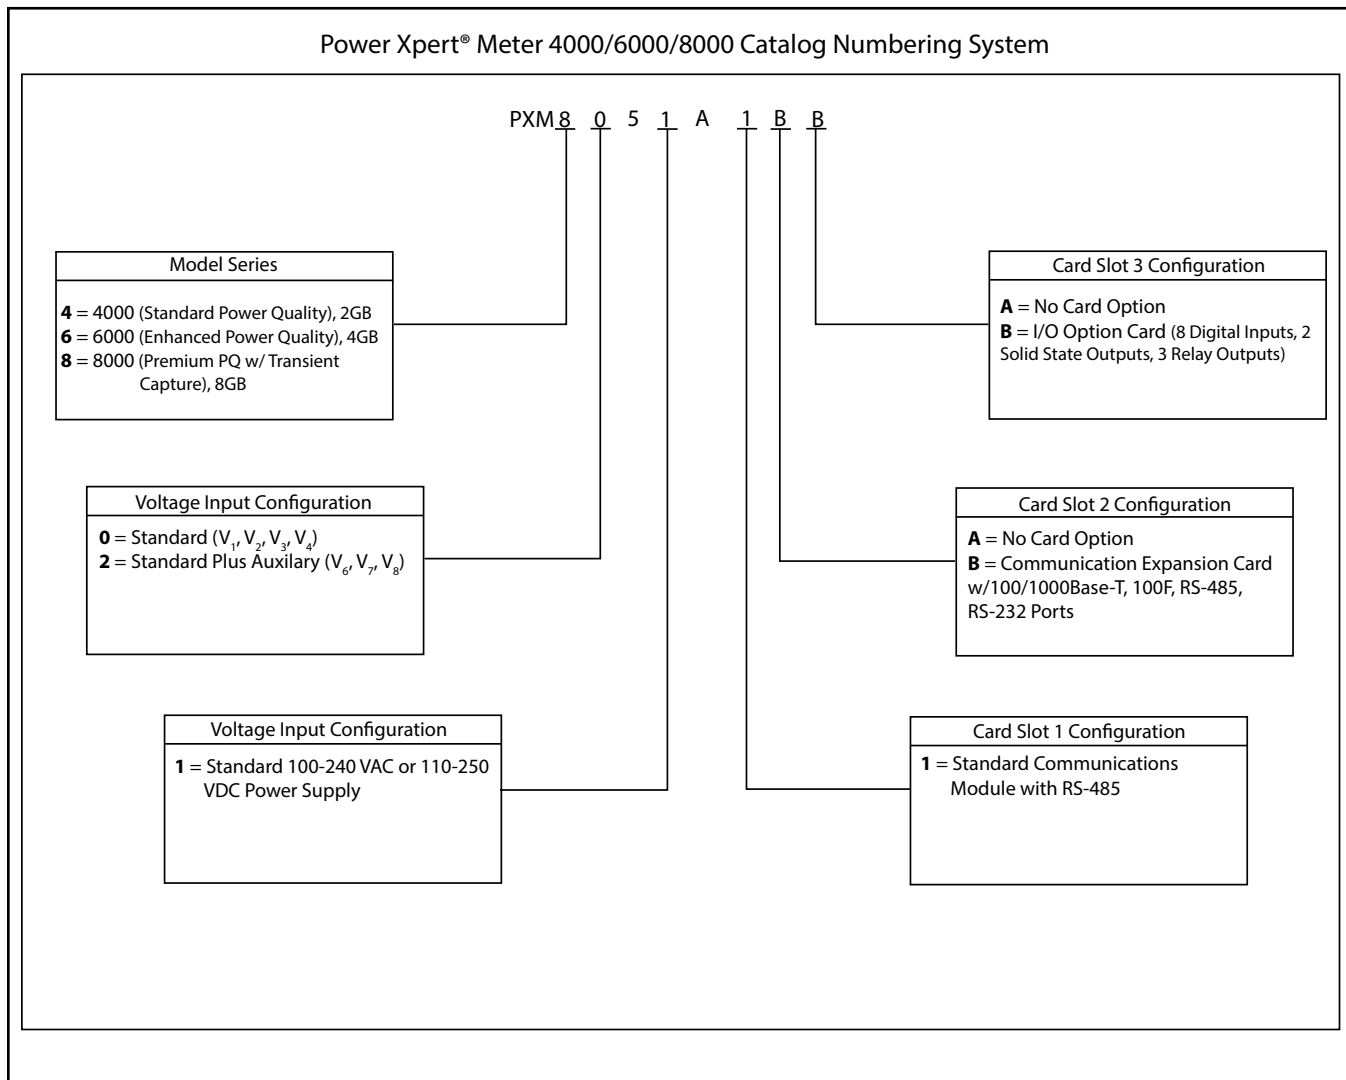 Power Xpert® Meter 4000/6000/8000 Catalog Numbering System
PXM 8 0 5 1 A 1 B B
Model Series
4 = 4000 (Standard Power Quality), 2GB
6 = 6000 (Enhanced Power Quality), 4GB
8 = 8000 (Premium PQ w/ Transient
Capture), 8GB
Voltage Input Configuration
0 = Standard (V1, V2, V3, V4)
2 = Standard Plus Auxilary (V6, V7, V8)
Voltage Input Configuration
1 = Standard 100-240 VAC or 110-250
VDC Power Supply
Card Slot 3 Configuration
A = No Card Option
B = I/O Option Card (8 Digital Inputs, 2
Solid State Outputs, 3 Relay Outputs)
Card Slot 2 Configuration
A = No Card Option
B = Communication Expansion Card
w/100/1000Base-T, 100F, RS-485,
RS-232 Ports
Card Slot 1 Configuration
1 = Standard Communications
Module with RS-485